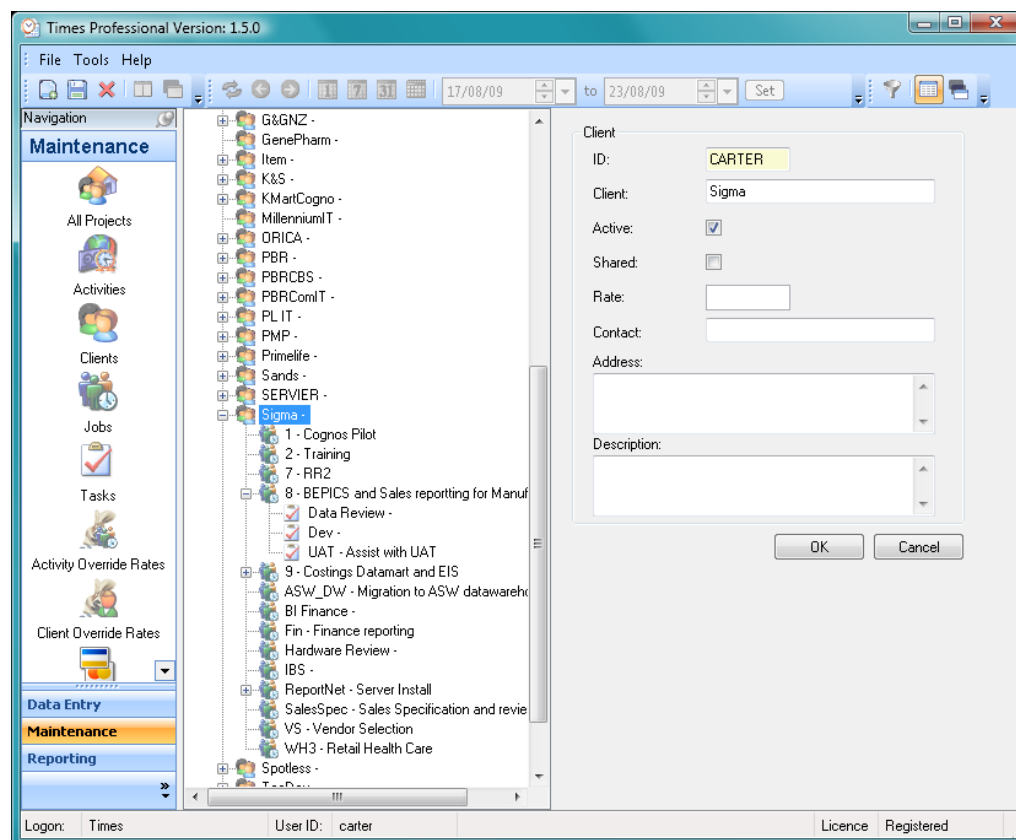 Times Professional Version: 1.5.0
File Tools Help
1 7 31 17/08/09 to 23/08/09 Set
Navigation
Maintenance
All Projects
Activities
Clients
Jobs
Tasks
Activity Override Rates
Client Override Rates
Data Entry
Maintenance
Reporting
G&GNZ -
GenePharm -
Item -
K&S -
KMartCogno -
MillenniumIT -
ORICA -
PBR -
PBRCBS -
PBRComIT -
PL IT -
PMP -
Primelife -
Sands -
SERVIER -
Sigma -
1 - Cognos Pilot
2 - Training
7 - RR2
8 - BEPICS and Sales reportting for Manuf
Data Review -
Dev -
UAT - Assist with UAT
9 - Costings Datamart and EIS
ASW_DW - Migration to ASW datawareho
BI Finance -
Fin - Finance reporting
Hardware Review -
IBS -
ReportNet - Server Install
SalesSpec - Sales Specification and revie
VS - Vendor Selection
WH3 - Retail Health Care
Spotless -
Client
ID: CARTER
Client: Sigma
Active:
Shared:
Rate:
Contact:
Address:
Description:
OK Cancel
Logon: Times User ID: carter Licence Registered